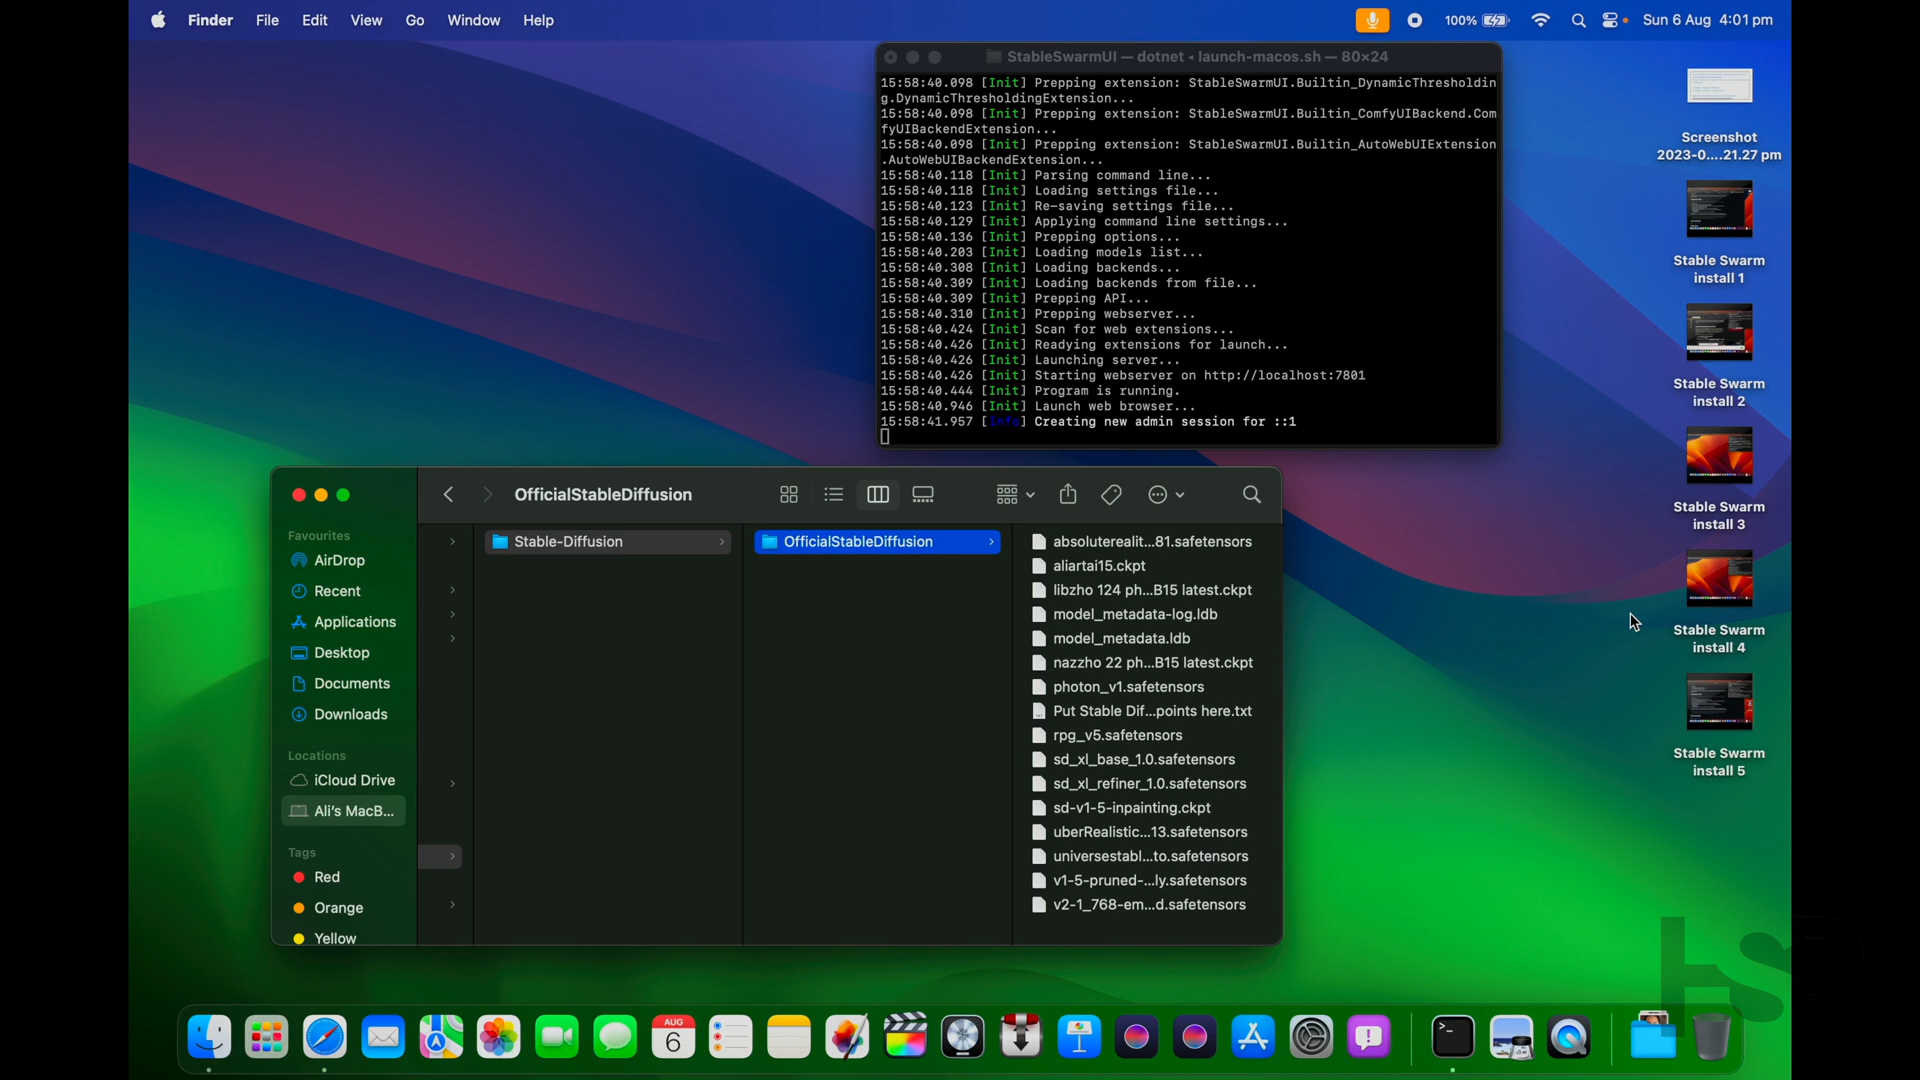 Finder File Edit View Go Window Help
100% Sun 6 Aug 4:01 pm
StableSwarmUI — dotnet ◂ launch-macos.sh — 80×24
15:58:40.098 [Init] Prepping extension: StableSwarmUI.Builtin_DynamicThresholdin
g.DynamicThresholdingExtension...
15:58:40.098 [Init] Prepping extension: StableSwarmUI.Builtin_ComfyUIBackend.Com
fyUIBackendExtension...
15:58:40.098 [Init] Prepping extension: StableSwarmUI.Builtin_AutoWebUIExtension
.AutoWebUIBackendExtension...
15:58:40.118 [Init] Parsing command line...
15:58:40.118 [Init] Loading settings file...
15:58:40.123 [Init] Re-saving settings file...
15:58:40.129 [Init] Applying command line settings...
15:58:40.136 [Init] Prepping options...
15:58:40.203 [Init] Loading models list...
15:58:40.308 [Init] Loading backends...
15:58:40.309 [Init] Loading backends from file...
15:58:40.309 [Init] Prepping API...
15:58:40.310 [Init] Prepping webserver...
15:58:40.424 [Init] Scan for web extensions...
15:58:40.426 [Init] Readying extensions for launch...
15:58:40.426 [Init] Launching server...
15:58:40.426 [Init] Starting webserver on http://localhost:7801
15:58:40.444 [Init] Program is running.
15:58:40.946 [Init] Launch web browser...
15:58:41.957 [Info] Creating new admin session for ::1
Screenshot
2023-0....21.27 pm
Stable Swarm
install 1
Stable Swarm
install 2
Stable Swarm
install 3
Stable Swarm
install 4
Stable Swarm
install 5
OfficialStableDiffusion
Favourites
AirDrop
Recent
Applications
Desktop
Documents
Downloads
Locations
iCloud Drive
Ali's MacB...
Tags
Red
Orange
Yellow
Stable-Diffusion
OfficialStableDiffusion
absoluterealit...81.safetensors
aliartai15.ckpt
libzho 124 ph...B15 latest.ckpt
model_metadata-log.ldb
model_metadata.ldb
nazzho 22 ph...B15 latest.ckpt
photon_v1.safetensors
Put Stable Dif...points here.txt
rpg_v5.safetensors
sd_xl_base_1.0.safetensors
sd_xl_refiner_1.0.safetensors
sd-v1-5-inpainting.ckpt
uberRealistic...13.safetensors
universestabl...to.safetensors
v1-5-pruned-...ly.safetensors
v2-1_768-em...d.safetensors
AUG
6
HSR